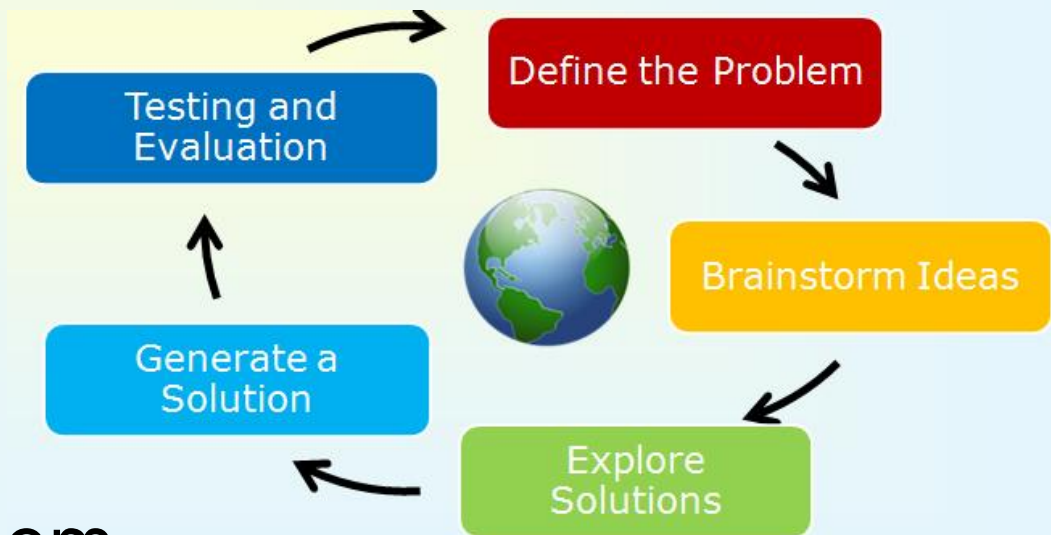 Define the Problem
Brainstorm Ideas
Explore
Solutions
Generate a
Solution
Testing and
Evaluation